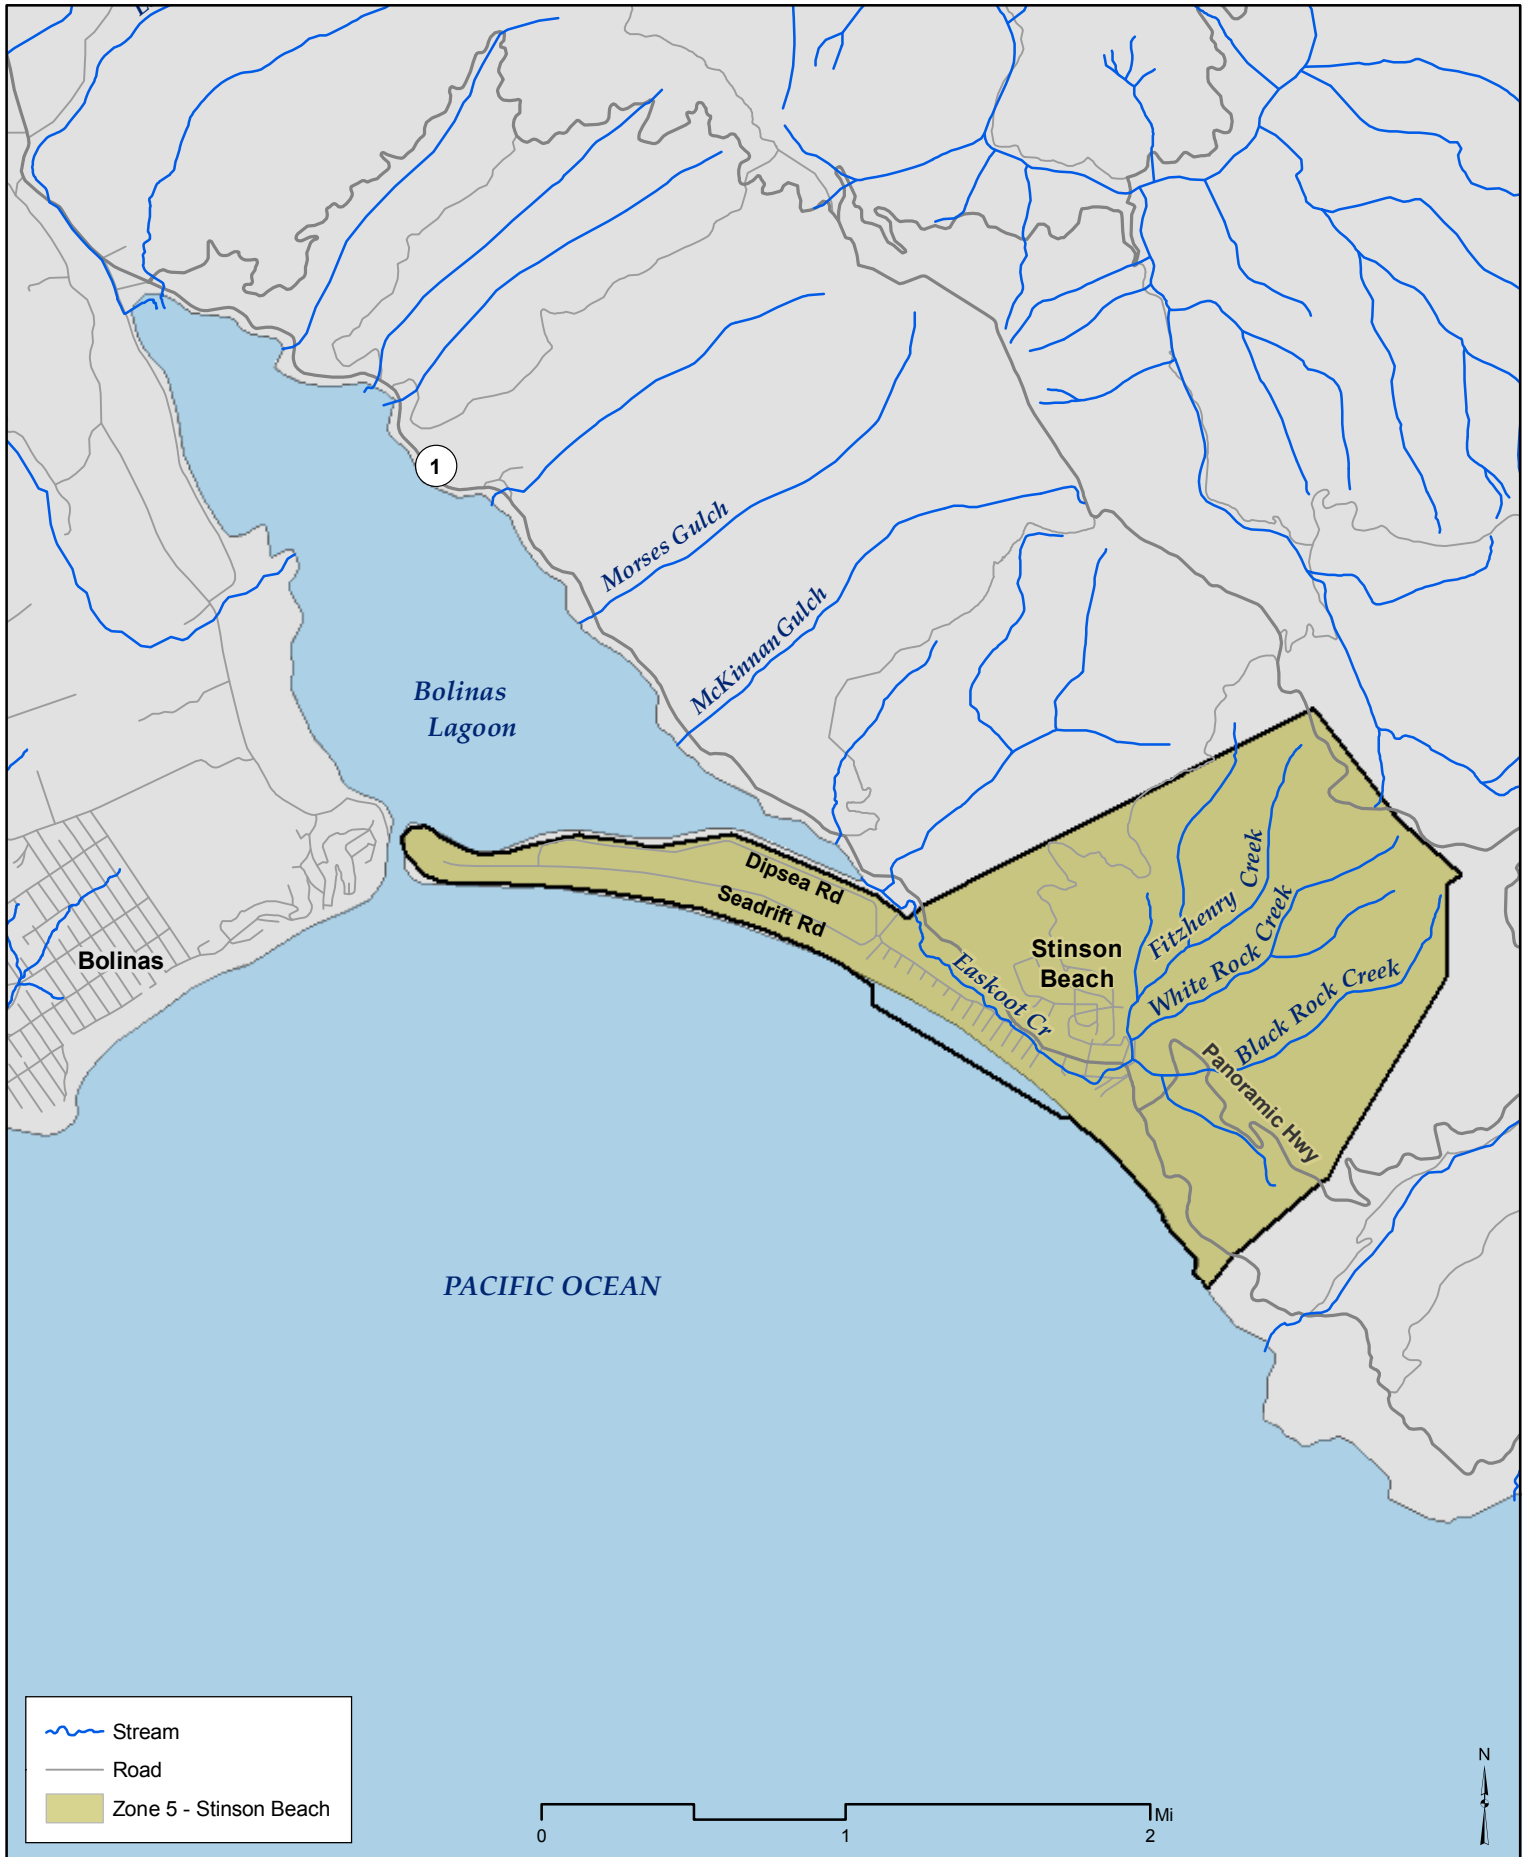 1
Morses Gulch
McKinnan Gulch
Bolinas
Lagoon
Dipsea Rd
Seadrift Rd
Bolinas
Stinson
Beach
Easkoot Cr
Fitzhenry Creek
White Rock Creek
Black Rock Creek
Panoramic Hwy
PACIFIC OCEAN
Stream
Road
Zone 5 - Stinson Beach
Mi
0 1 2
N